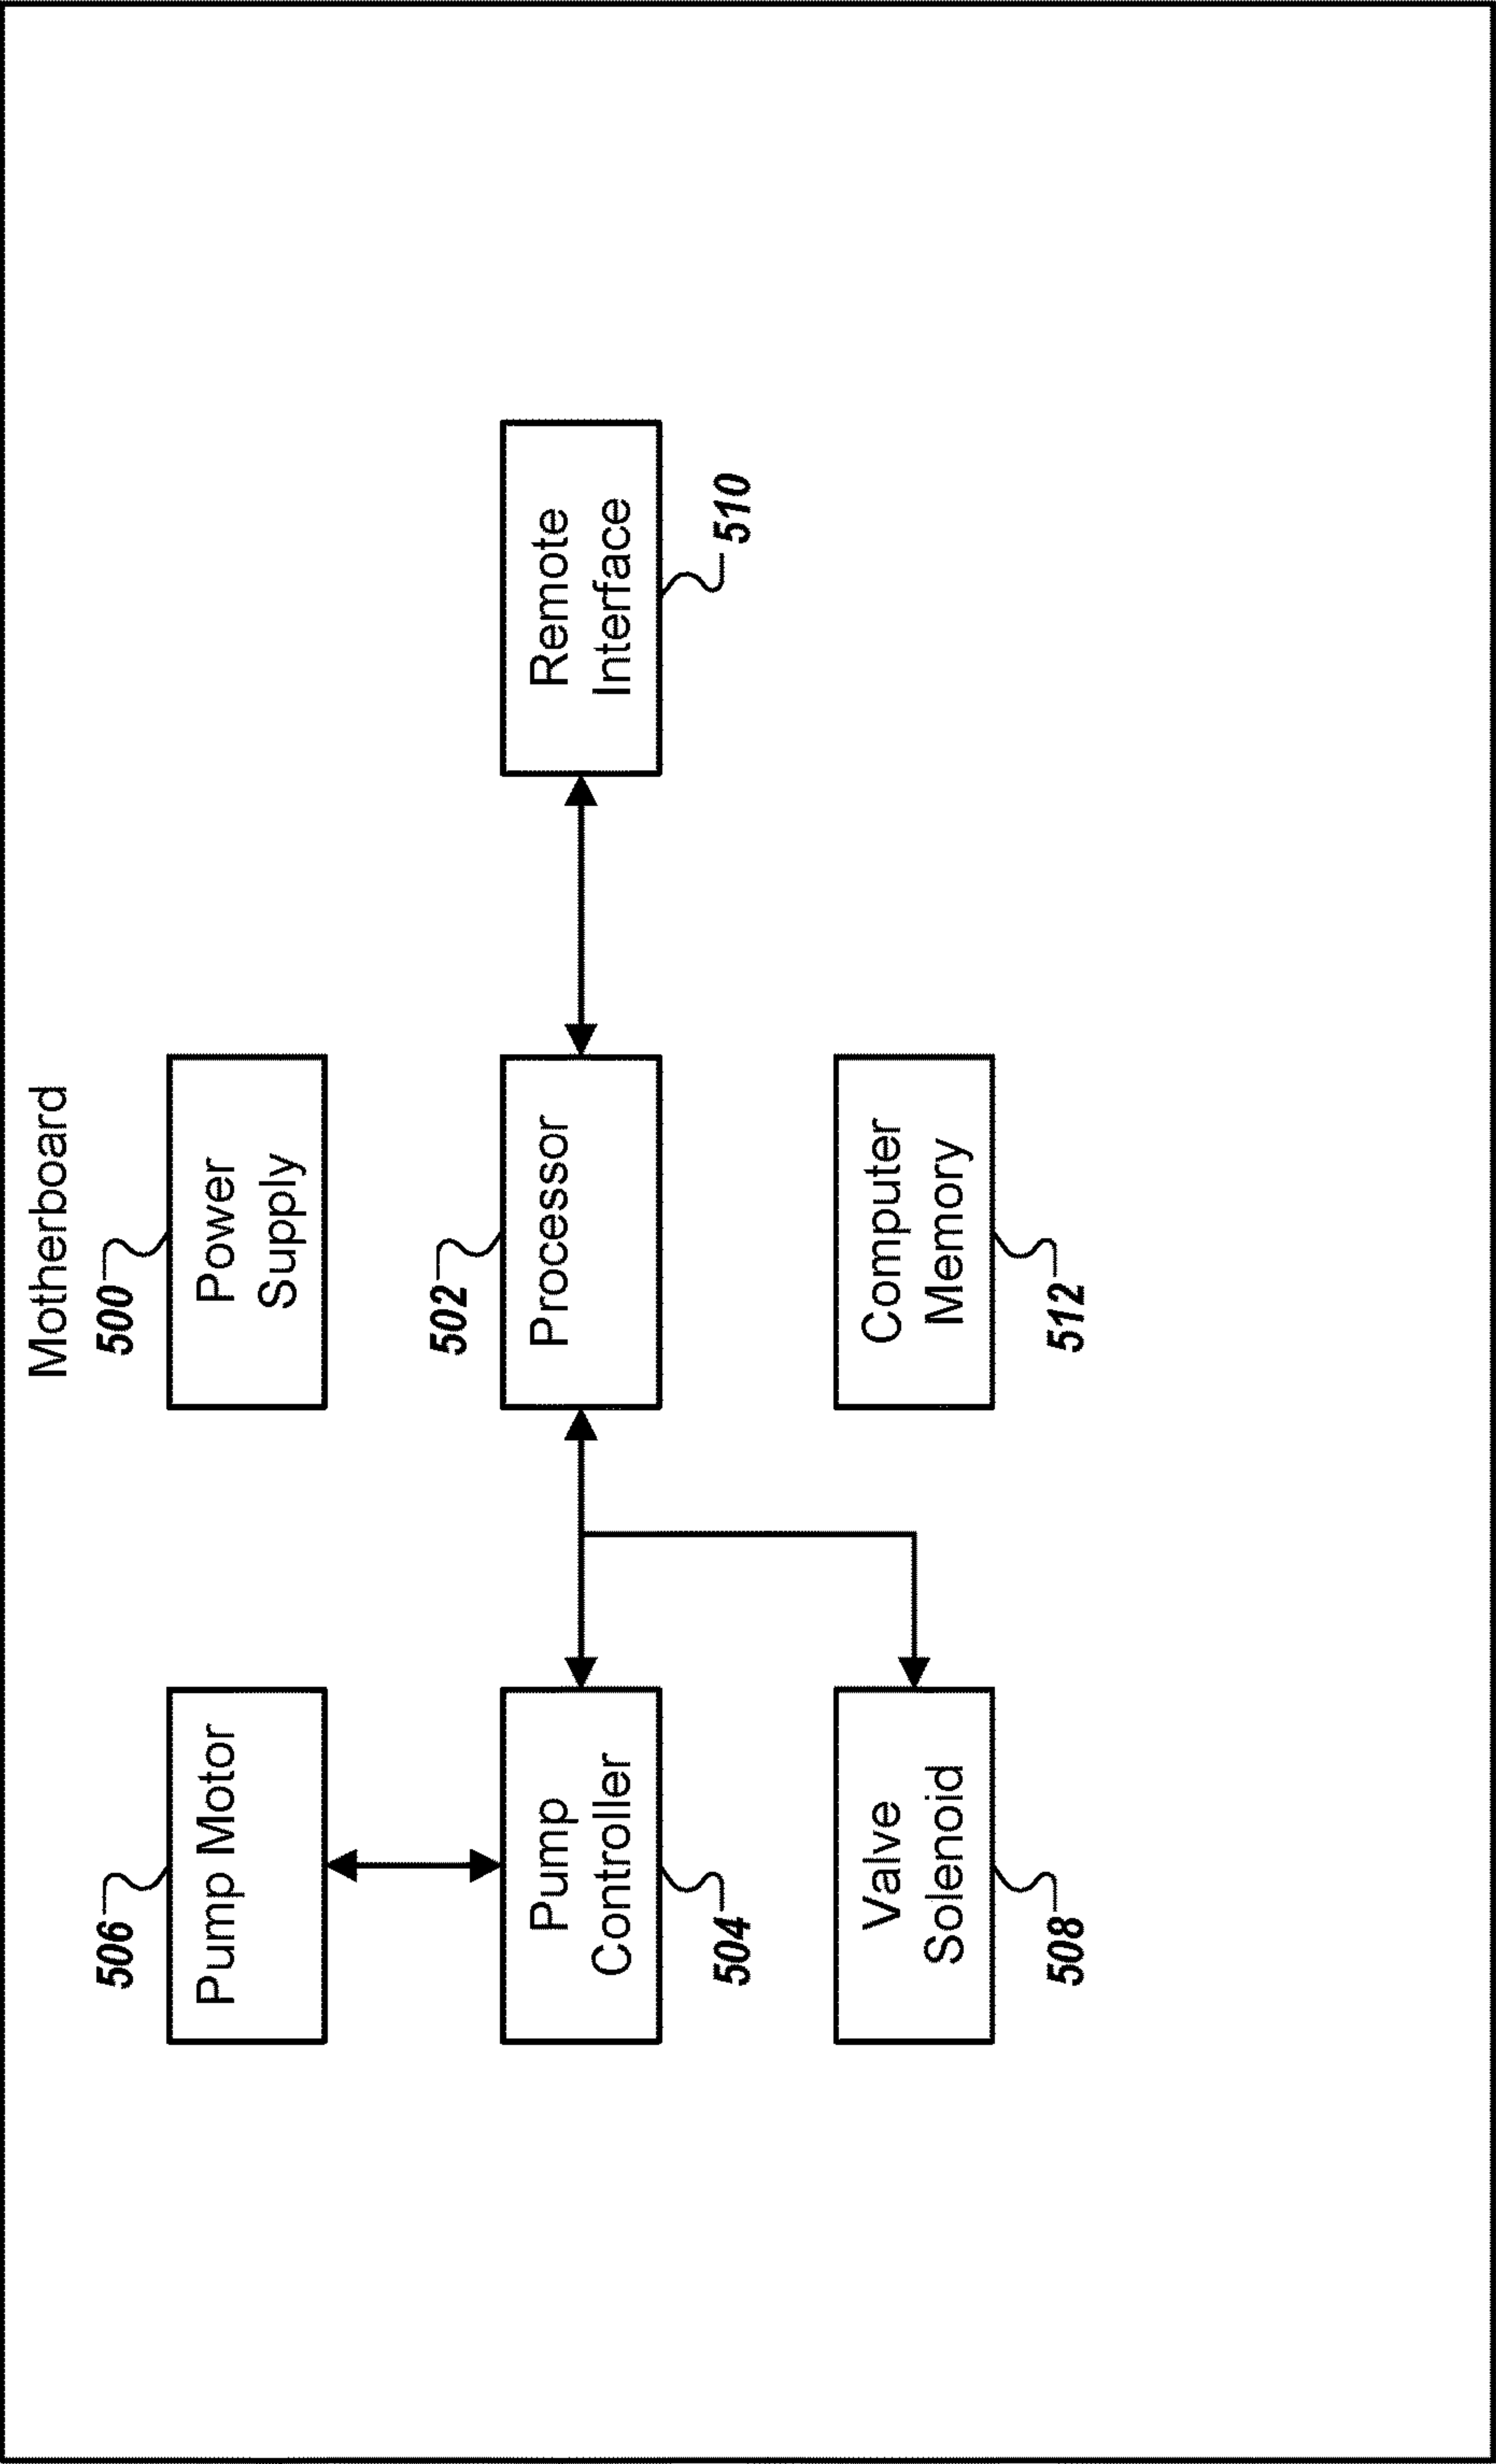 Motherboard
506
Pump Motor
500
Power
Supply
502
Processor
Pump
Controller
504
Remote
Interface
510
Valve
Solenoid
508
Computer
Memory
512